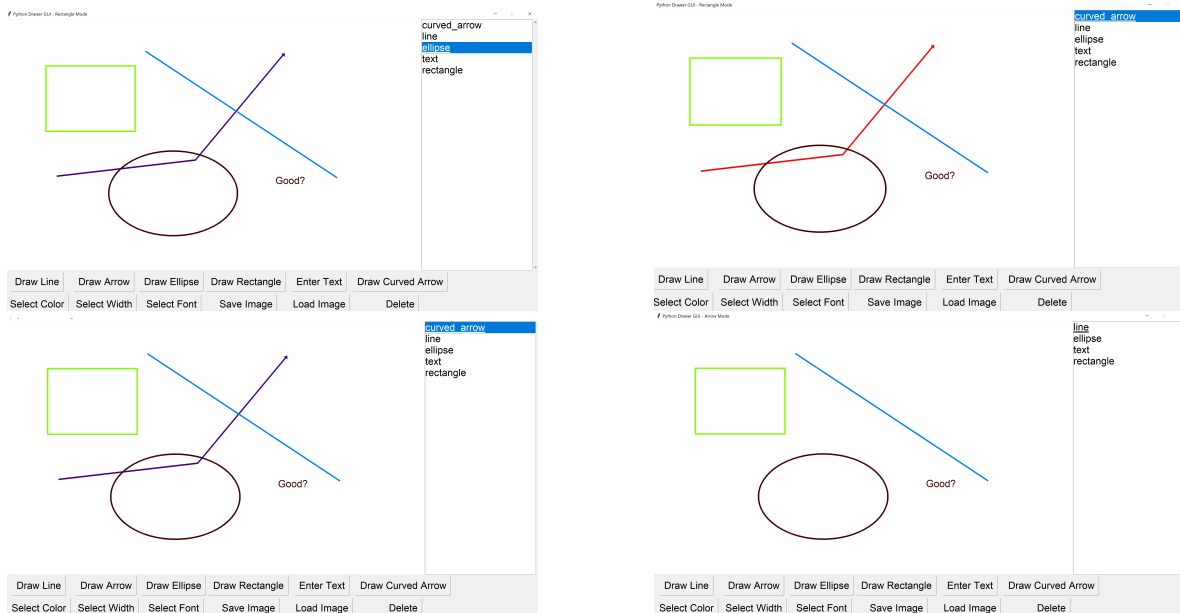 Python Drawer GUI - Rectangle Mode
curved_arrow
line
ellipse
text
rectangle
Good?
Draw Line Draw Arrow Draw Ellipse Draw Rectangle Enter Text Draw Curved Arrow
Select Color Select Width Select Font Save Image Load Image Delete
Python Drawer GUI - Rectangle Mode
curved_arrow
line
ellipse
text
rectangle
Good?
Draw Line Draw Arrow Draw Ellipse Draw Rectangle Enter Text Draw Curved Arrow
Select Color Select Width Select Font Save Image Load Image Delete
curved_arrow
line
ellipse
text
rectangle
Good?
Draw Line Draw Arrow Draw Ellipse Draw Rectangle Enter Text Draw Curved Arrow
Select Color Select Width Select Font Save Image Load Image Delete
Python Drawer GUI - Arrow Mode
line
ellipse
text
rectangle
Good?
Draw Line Draw Arrow Draw Ellipse Draw Rectangle Enter Text Draw Curved Arrow
Select Color Select Width Select Font Save Image Load Image Delete